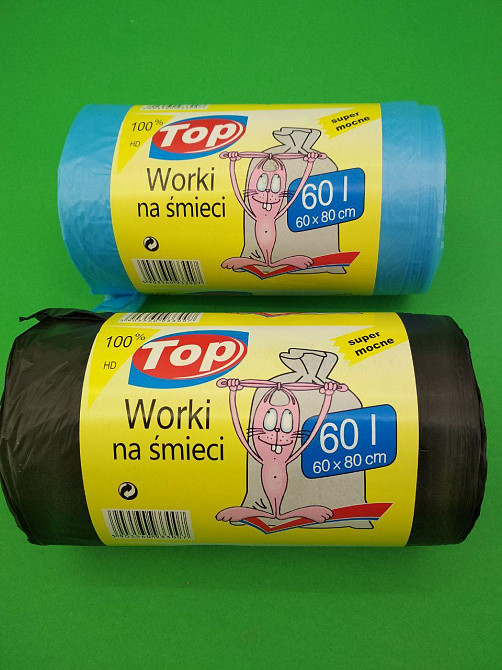 100%
HD
Top
super
mocne
Worki
na śmieci
60 l
60 x 80 cm
100%
HD
Top
super
mocne
Worki
na śmieci
60 l
60 x 80 cm